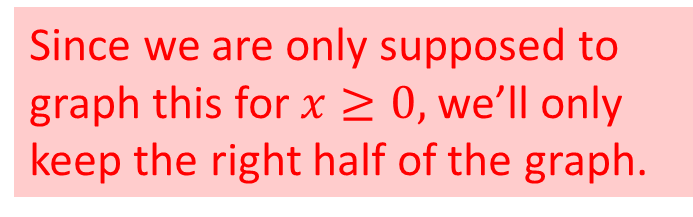 Since we are only supposed to
graph this for 𝑥 ≥ 0, we’ll only
keep the right half of the graph.